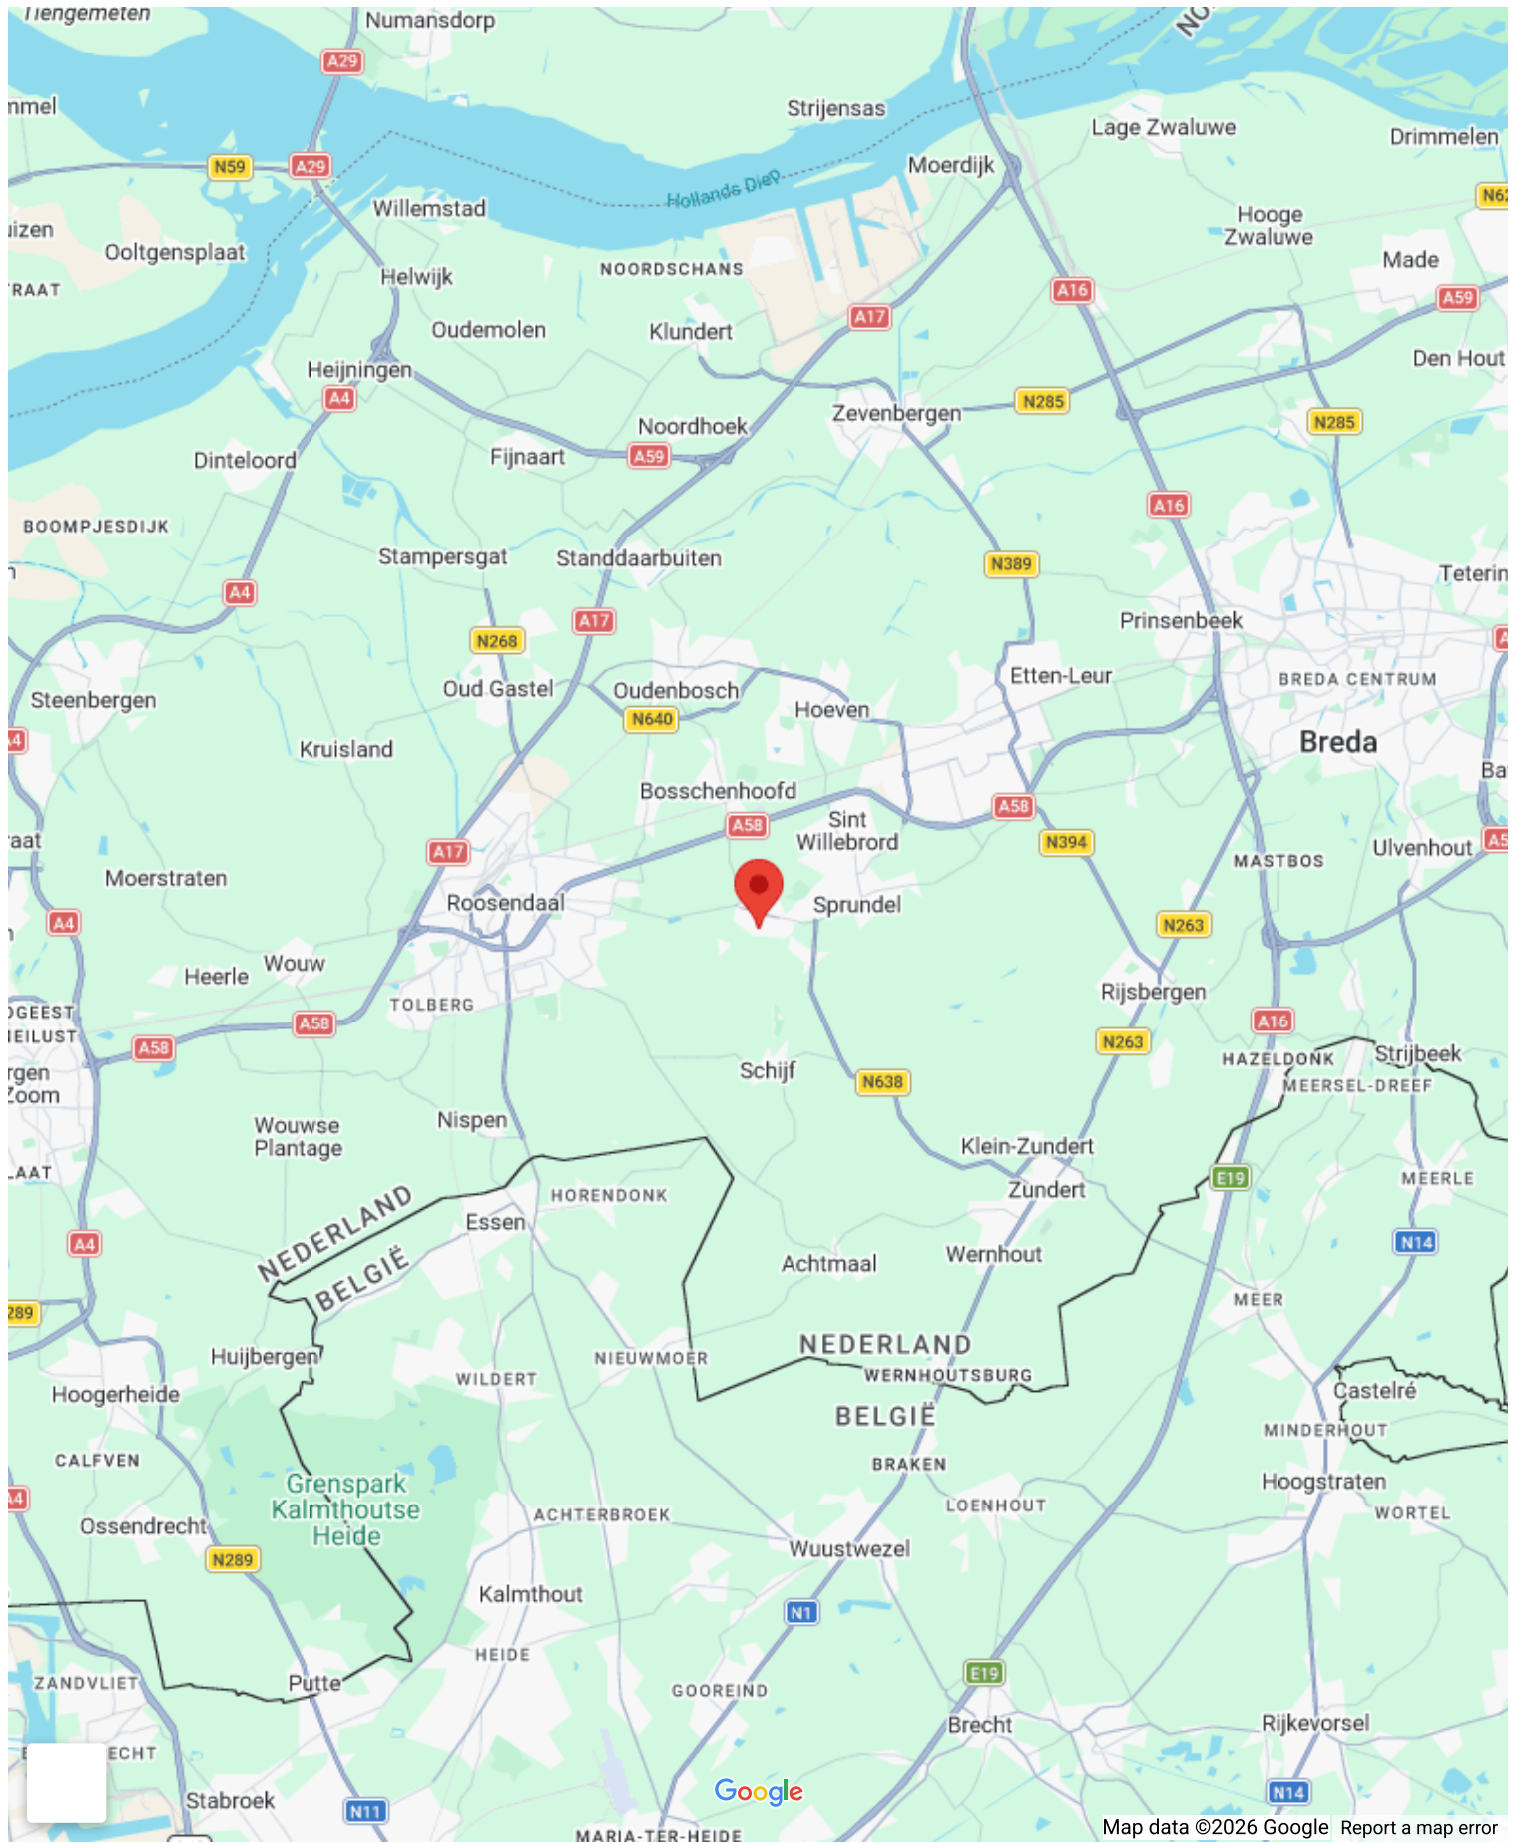 Tiengemeten
Numansdorp
A29
Strijensas
Lage Zwaluwe
Drimmelen
N59
A29
Moerdijk
Hollands Diep
Willemstad
Hooge
Zwaluwe
Ooltgensplaat
Helwijk
NOORDSCHANS
Made
A16
A59
A17
Oudemolen
Klundert
Heijningen
Den Hout
A4
N285
Zevenbergen
N285
Noordhoek
Dinteloord
Fijnaart
A59
A16
BOOMPJESDIJK
Stampersgat
Standdaarbuiten
N389
A4
A17
Prinsenbeek
N268
Etten-Leur
BREDA CENTRUM
Steenbergen
Oud Gastel
Oudenbosch
N640
Hoeven
Breda
Kruisland
Bosschenhoofd
A58
A58
Sint
Willebrord
N394
A17
MASTBOS
Ulvenhout
Moerstraten
Roosendaal
Sprundel
A4
N263
Heerle
Wouw
TOLBERG
Rijsbergen
A58
A58
A16
N263
HAZELDONK
Strijbeek
Schijf
N638
MEERSEL-DREEF
Wouwse
Plantage
Nispen
Klein-Zundert
E19
MEERLE
Zundert
HORENDONK
NEDERLAND
Essen
A4
N14
BELGIË
Achtmaal
Wernhout
MEER
Huijbergen
NIEUWMOER
NEDERLAND
WERNHOUTSBURG
WILDERT
Hoogerheide
Castelré
BELGIË
MINDERHOUT
CALFVEN
BRAKEN
Grenspark
Kalmthoutse
Heide
Hoogstraten
LOENHOUT
ACHTERBROEK
WORTEL
Ossendrecht
Wuustwezel
N289
Kalmthout
N1
HEIDE
E19
ZANDVLIET
Putte
GOOREIND
Brecht
Rijkevorsel
Google
N14
Stabroek
N11
MARIA-TER-HEIDE
Map data ©2026 Google
Report a map error